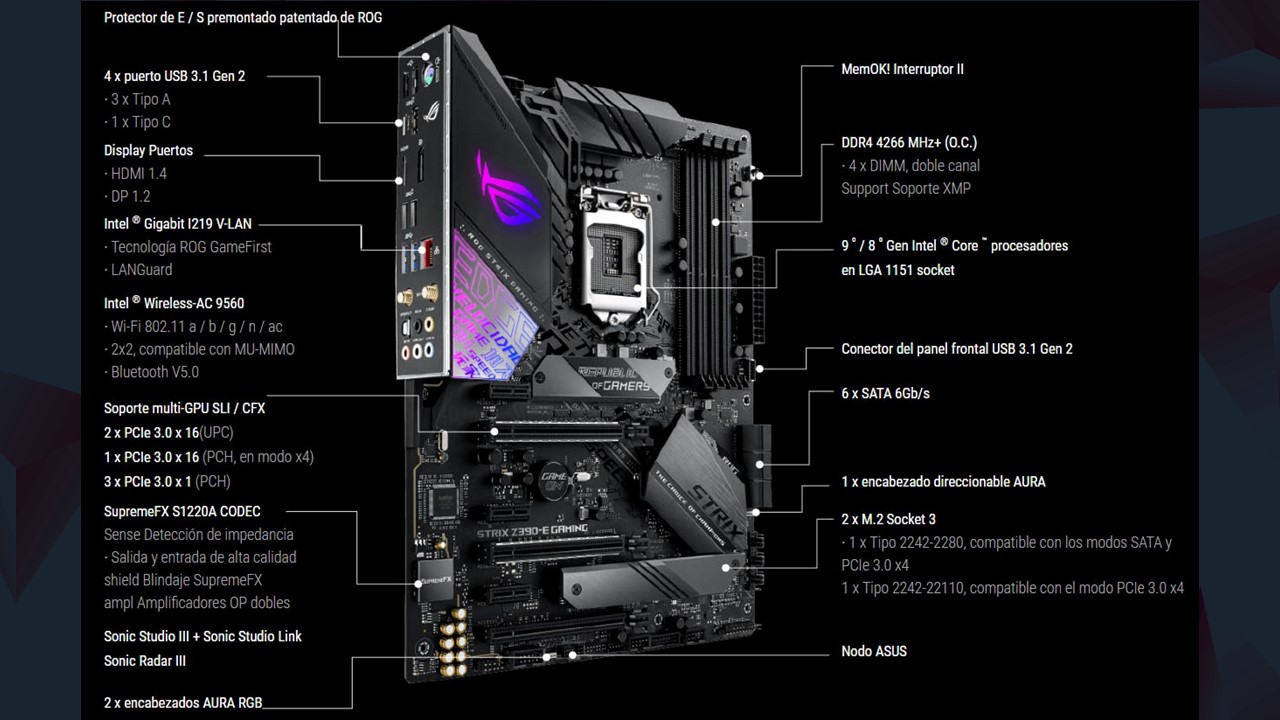 Protector de E / S premontado patentado de ROG
4 x puerto USB 3.1 Gen 2
· 3 x Tipo A
· 1 x Tipo C
Display Puertos
· HDMI 1.4
· DP 1.2
Intel ® Gigabit I219 V-LAN
· Tecnología ROG GameFirst
· LANGuard
Intel ® Wireless-AC 9560
· Wi-Fi 802.11 a / b / g / n / ac
· 2x2, compatible con MU-MIMO
· Bluetooth V5.0
Soporte multi-GPU SLI / CFX
2 x PCIe 3.0 x 16(UPC)
1 x PCIe 3.0 x 16 (PCH, en modo x4)
3 x PCIe 3.0 x 1 (PCH)
SupremeFX S1220A CODEC
Sense Detección de impedancia
· Salida y entrada de alta calidad
shield Blindaje SupremeFX
ampl Amplificadores OP dobles
Sonic Studio III + Sonic Studio Link
Sonic Radar III
2 x encabezados AURA RGB
MemOK! Interruptor II
DDR4 4266 MHz+ (O.C.)
· 4 x DIMM, doble canal
Support Soporte XMP
9 ª / 8 ª Gen Intel ® Core ™ procesadores
en LGA 1151 socket
Conector del panel frontal USB 3.1 Gen 2
6 x SATA 6Gb/s
1 x encabezado direccionable AURA
2 x M.2 Socket 3
· 1 x Tipo 2242-2280, compatible con los modos SATA y
PCIe 3.0 x4
1 x Tipo 2242-22110, compatible con el modo PCIe 3.0 x4
Nodo ASUS
ROG STRIX GAMING
REPUBLIC
OF GAMERS
STRIX
THE CHOICE OF CHAMPIONS
STRIX Z390-E GAMING
SUPREMEFX